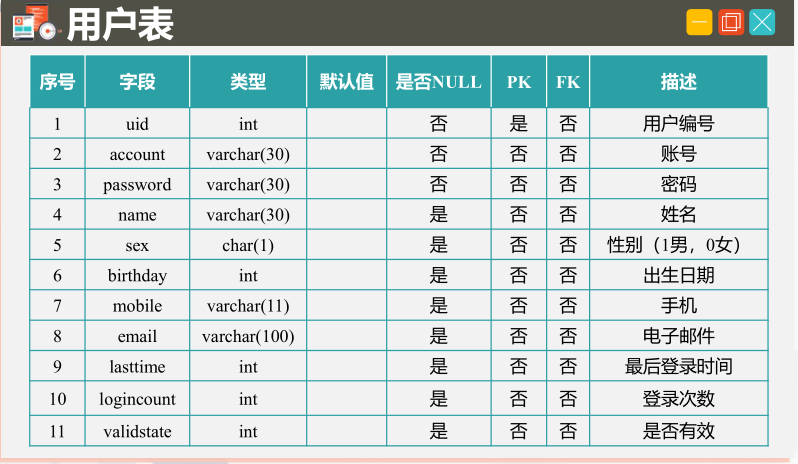 用户表
序号 字段 类型 默认值 是否NULL PK FK 描述
1 uid int 否 是 否 用户编号
2 account varchar(30) 否 否 否 账号
3 password varchar(30) 否 否 否 密码
4 name varchar(30) 是 否 否 姓名
5 sex char(1) 是 否 否 性别（1男，0女）
6 birthday int 是 否 否 出生日期
7 mobile varchar(11) 是 否 否 手机
8 email varchar(100) 是 否 否 电子邮件
9 lasttime int 是 否 否 最后登录时间
10 logincount int 是 否 否 登录次数
11 validstate int 是 否 否 是否有效